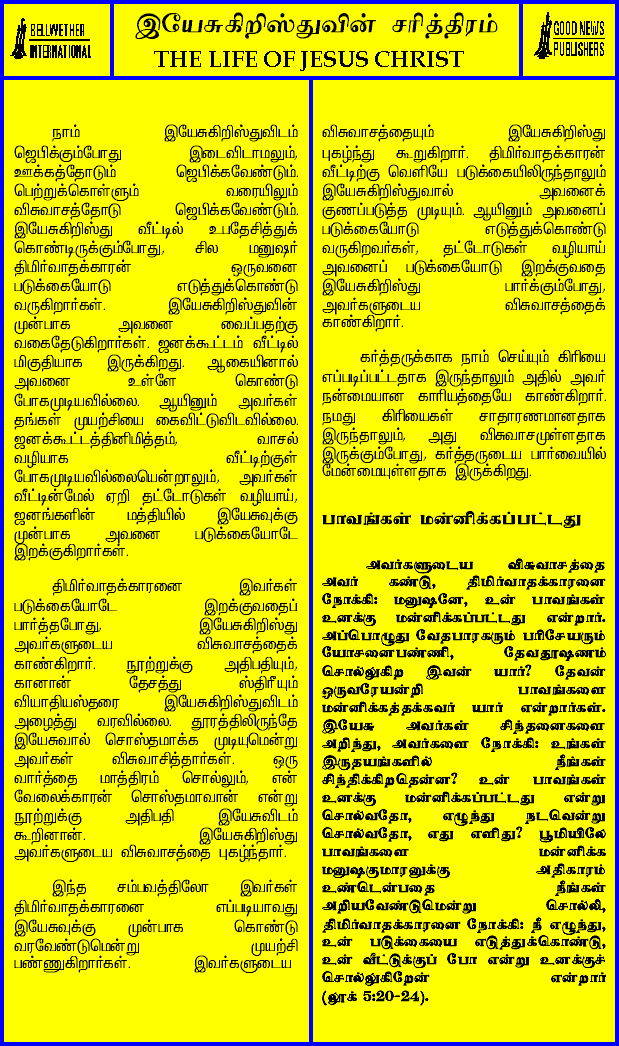 BELLWETHER
INTERNATIONAL
இயேசுகிறிஸ்துவின் சரித்திரம்
THE LIFE OF JESUS CHRIST
GOOD NEWS
PUBLISHERS
நாம் இயேசுகிறிஸ்துவிடம்
ஜெபிக்கும்போது இடைவிடாமலும்,
ஊக்கத்தோடும் ஜெபிக்கவேண்டும்.
பெற்றுக்கொள்ளும் வரையிலும்
விசுவாசத்தோடு ஜெபிக்கவேண்டும்.
இயேசுகிறிஸ்து வீட்டில் உபதேசித்துக்
கொண்டிருக்கும்போது, சில மனுஷர்
திமிர்வாதக்காரன் ஒருவனை
படுக்கையோடு எடுத்துக்கொண்டு
வருகிறார்கள். இயேசுகிறிஸ்துவின்
முன்பாக அவனை வைப்பதற்கு
வகைதேடுகிறார்கள். ஜனக்கூட்டம் வீட்டில்
மிகுதியாக இருக்கிறது. ஆகையினால்
அவனை உள்ளே கொண்டு
போகமுடியவில்லை. ஆயினும் அவர்கள்
தங்கள் முயற்சியை கைவிட்டுவிடவில்லை.
ஜனக்கூட்டத்தினிமித்தம், வாசல்
வழியாக வீட்டிற்குள்
போகமுடியவில்லையென்றாலும், அவர்கள்
வீட்டின்மேல் ஏறி தட்டோடுகள் வழியாய்,
ஜனங்களின் மத்தியில் இயேசுவுக்கு
முன்பாக அவனை படுக்கையோடே
இறக்குகிறார்கள்.
திமிர்வாதக்காரனை இவர்கள்
படுக்கையோடே இறக்குவதைப்
பார்த்தபோது, இயேசுகிறிஸ்து
அவர்களுடைய விசுவாசத்தைக்
காண்கிறார். நூற்றுக்கு அதிபதியும்,
கானான் தேசத்து ஸ்திரீயும்
வியாதியஸ்தரை இயேசுகிறிஸ்துவிடம்
அழைத்து வரவில்லை. தூரத்திலிருந்தே
இயேசுவால் சொஸ்தமாக்க முடியுமென்று
அவர்கள் விசுவாசித்தார்கள். ஒரு
வார்த்தை மாத்திரம் சொல்லும், என்
வேலைக்காரன் சொஸ்தமாவான் என்று
நூற்றுக்கு அதிபதி இயேசுவிடம்
கூறினான். இயேசுகிறிஸ்து
அவர்களுடைய விசுவாசத்தை புகழ்ந்தார்.
இந்த சம்பவத்திலோ இவர்கள்
திமிர்வாதக்காரனை எப்படியாவது
இயேசுவுக்கு முன்பாக கொண்டு
வரவேண்டுமென்று முயற்சி
பண்ணுகிறார்கள். இவர்களுடைய
விசுவாசத்தையும் இயேசுகிறிஸ்து
புகழ்ந்து கூறுகிறார். திமிர்வாதக்காரன்
வீட்டிற்கு வெளியே படுக்கையிலிருந்தாலும்
இயேசுகிறிஸ்துவால் அவனைக்
குணப்படுத்த முடியும். ஆயினும் அவனைப்
படுக்கையோடு எடுத்துக்கொண்டு
வருகிறவர்கள், தட்டோடுகள் வழியாய்
அவனைப் படுக்கையோடு இறக்குவதை
இயேசுகிறிஸ்து பார்க்கும்போது,
அவர்களுடைய விசுவாசத்தைக்
காண்கிறார்.
கர்த்தருக்காக நாம் செய்யும் கிரியை
எப்படிப்பட்டதாக இருந்தாலும் அதில் அவர்
நன்மையான காரியத்தையே காண்கிறார்.
நமது கிரியைகள் சாதாரணமானதாக
இருந்தாலும், அது விசுவாசமுள்ளதாக
இருக்கும்போது, கர்த்தருடைய பார்வையில்
மேன்மையுள்ளதாக இருக்கிறது.
பாவங்கள் மன்னிக்கப்பட்டது
அவர்களுடைய விசுவாசத்தை
அவர் கண்டு, திமிர்வாதக்காரனை
நோக்கி: மனுஷனே, உன் பாவங்கள்
உனக்கு மன்னிக்கப்பட்டது என்றார்.
அப்பொழுது வேதபாரகரும் பரிசேயரும்
யோசனைபண்ணி, தேவதூஷணம்
சொல்லுகிற இவன் யார்? தேவன்
ஒருவரேயன்றி பாவங்களை
மன்னிக்கத்தக்கவர் யார் என்றார்கள்.
இயேசு அவர்கள் சிந்தனைகளை
அறிந்து, அவர்களை நோக்கி: உங்கள்
இருதயங்களில் நீங்கள்
சிந்திக்கிறதென்ன? உன் பாவங்கள்
உனக்கு மன்னிக்கப்பட்டது என்று
சொல்வதோ, எழுந்து நடவென்று
சொல்வதோ, எது எளிது? பூமியிலே
பாவங்களை மன்னிக்க
மனுஷகுமாரனுக்கு அதிகாரம்
உண்டென்பதை நீங்கள்
அறியவேண்டுமென்று சொல்லி,
திமிர்வாதக்காரனை நோக்கி: நீ எழுந்து,
உன் படுக்கையை எடுத்துக்கொண்டு,
உன் வீட்டுக்குப் போ என்று உனக்குச்
சொல்லுகிறேன் என்றார்
(லூக் 5:20-24).